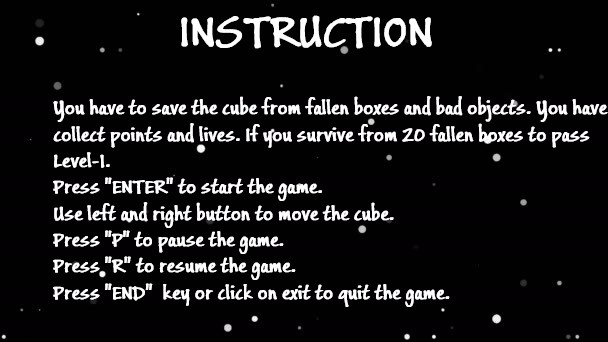 INSTRUCTION
You have to save the cube from fallen boxes and bad objects. You have
collect points and lives. If you survive from 20 fallen boxes to pass
Level-1.
Press "ENTER" to start the game.
Use left and right button to move the cube.
Press "P" to pause the game.
Press "R" to resume the game.
Press "END"  key or click on exit to quit the game.